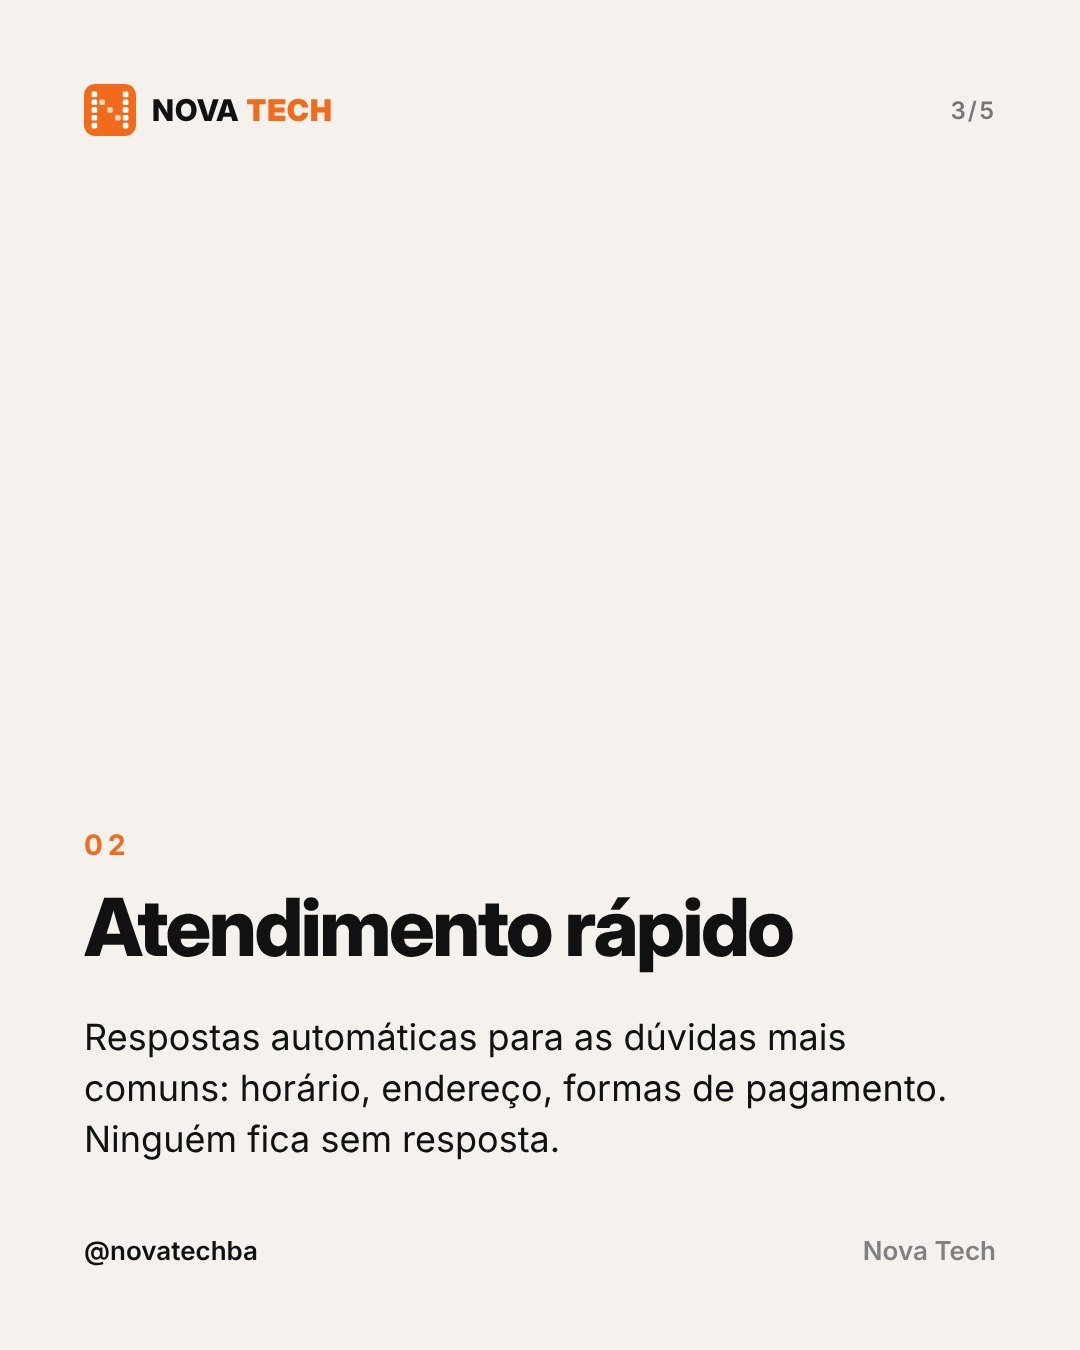 NOVA TECH
3/5
02
Atendimento rápido
Respostas automáticas para as dúvidas mais
comuns: horário, endereço, formas de pagamento.
Ninguém fica sem resposta.
@novatechba
Nova Tech